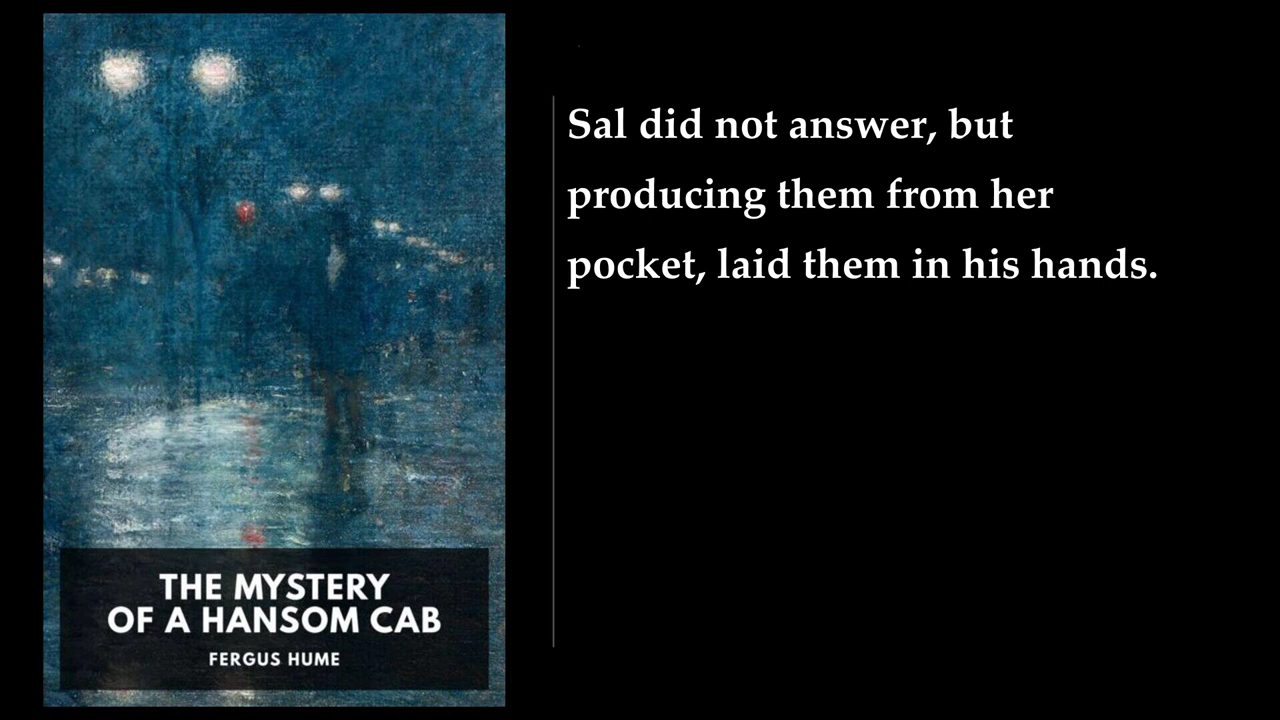 THE MYSTERY
OF A HANSOM CAB
FERGUS HUME
Sal did not answer, but
producing them from her
pocket, laid them in his hands.